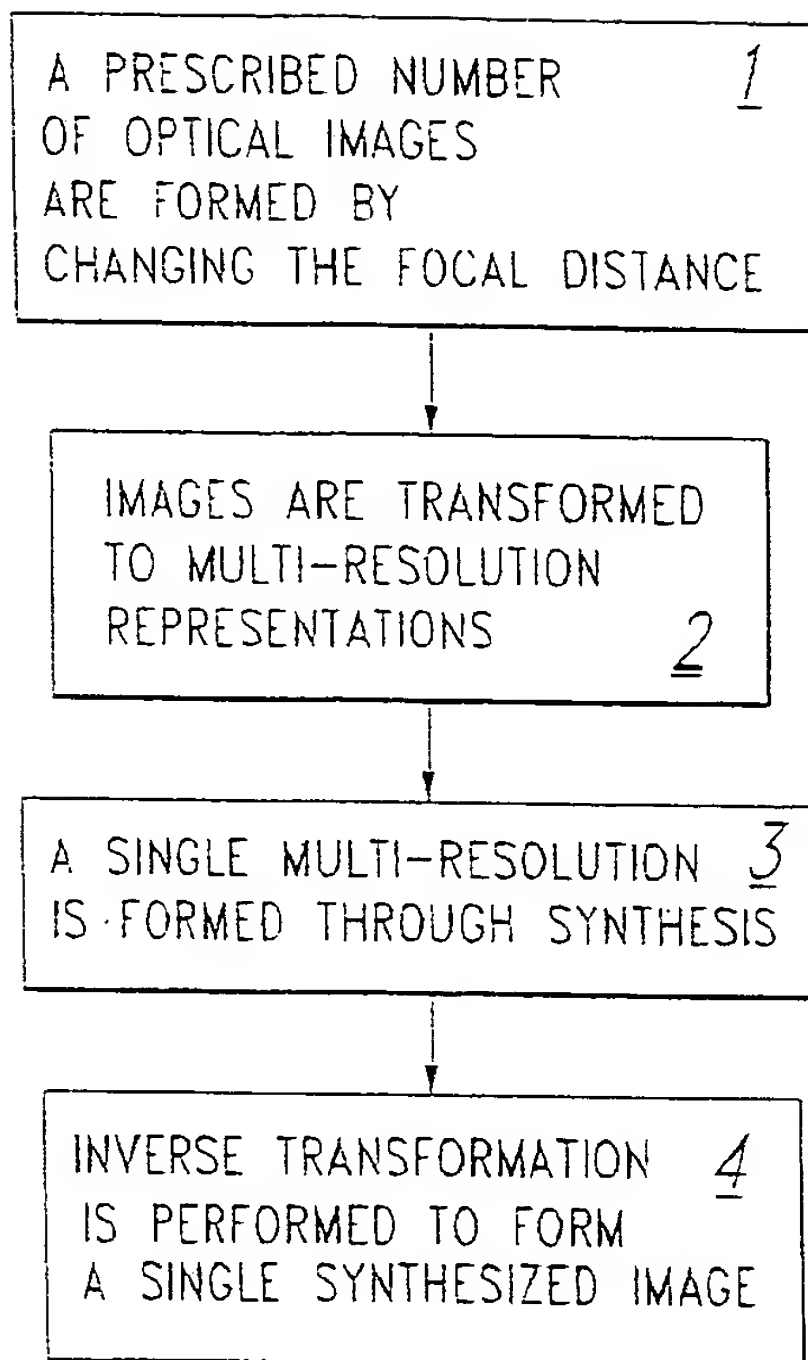 A PRESCRIBED NUMBER 1
OF OPTICAL IMAGES
ARE FORMED BY
CHANGING THE FOCAL DISTANCE
IMAGES ARE TRANSFORMED
TO MULTI-RESOLUTION
REPRESENTATIONS 2
A SINGLE MULTI-RESOLUTION 3
IS FORMED THROUGH SYNTHESIS
INVERSE TRANSFORMATION 4
IS PERFORMED TO FORM
A SINGLE SYNTHESIZED IMAGE